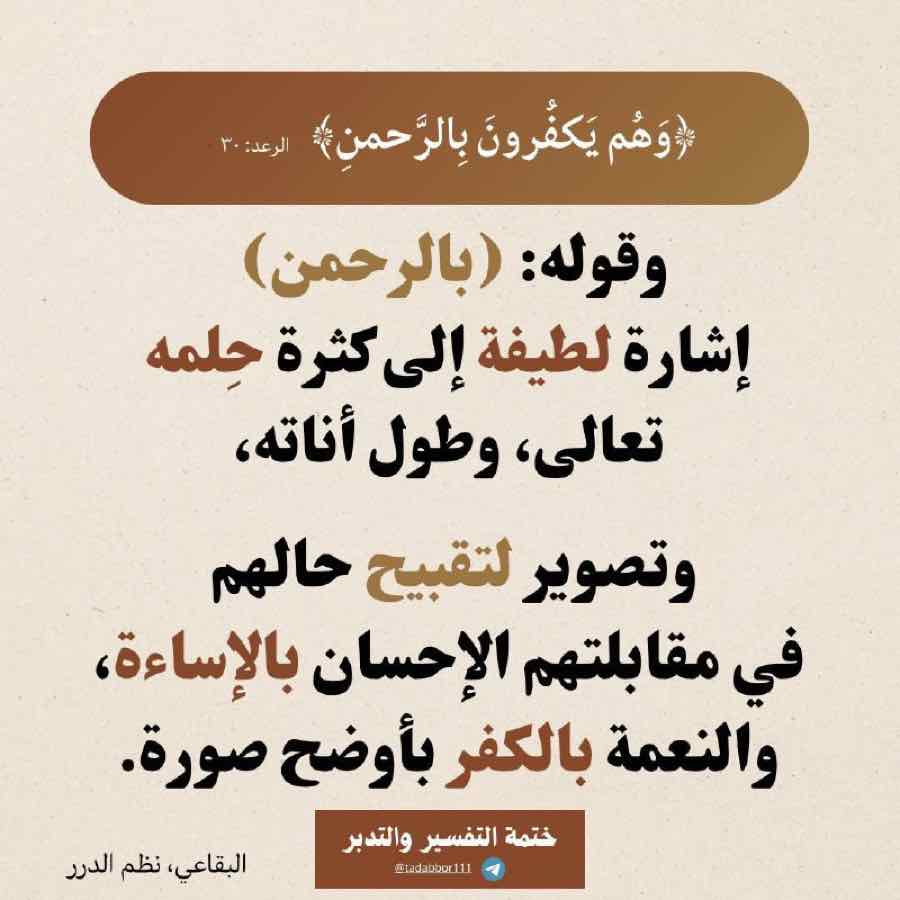 ﴿وَهُم يَكفُرونَ بِالرَّحمنِ﴾ الرعد: ٣٠
وقوله: (بالرحمن)
إشارة لطيفة إلى كثرة حِلمه
تعالى، وطول أناته،
وتصوير لتقبيح حالهم
في مقابلتهم الإحسان بالإساءة،
والنعمة بالكفر بأوضح صورة.
ختمة التفسير والتدبر
@tadabbor111
البقاعي، نظم الدرر